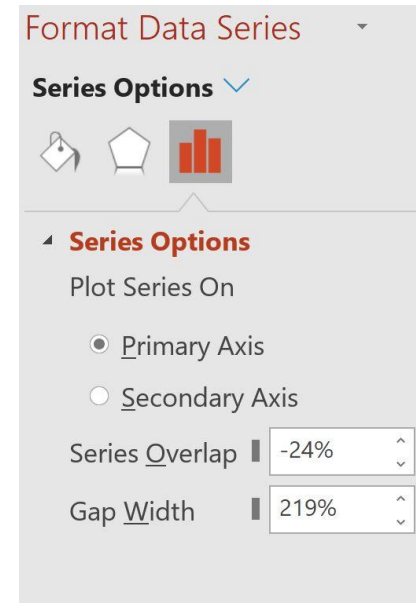 Format Data Series
Series Options
Series Options
Plot Series On
Primary Axis
Secondary Axis
Series Overlap -24%
Gap Width 219%